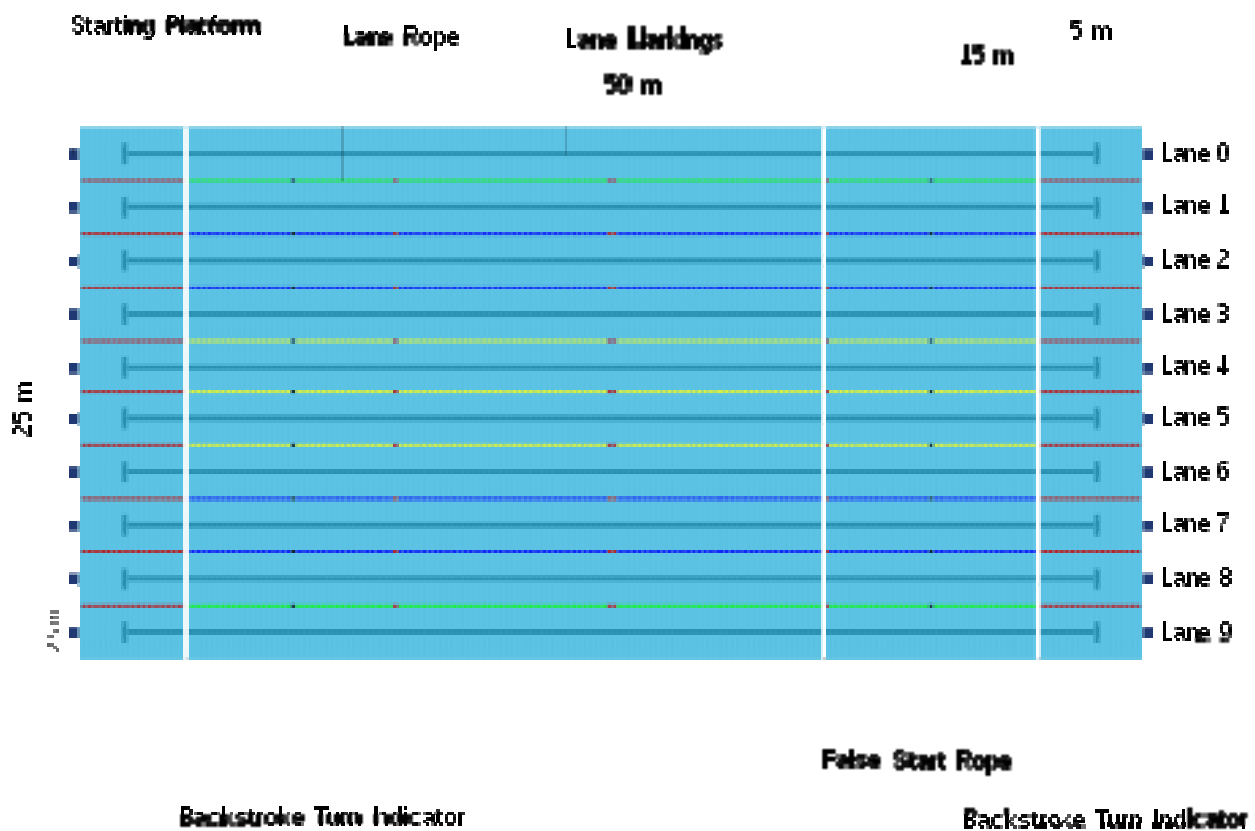 Starting Platform
Lane Rope
Lane Markings
5 m
15 m
50 m
Lane 0
Lane 1
Lane 2
Lane 3
Lane 4
25 m
Lane 5
Lane 6
Lane 7
Lane 8
Lane 9
False Start Rope
Backstroke Turn Indicator
Backstroke Turn Indicator